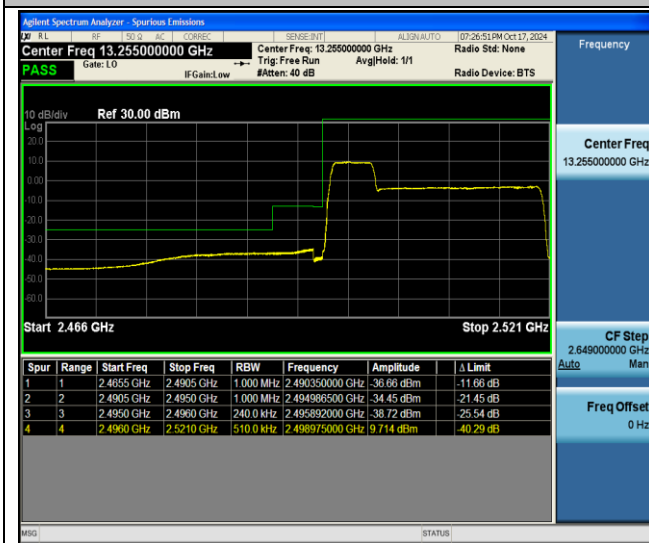 Agilent Spectrum Analyzer - Spurious Emissions
RL RF 50 Ω AC CORREC SENSE:INT ALIGNAUTO 07:26:51 PM Oct 17, 2024
Center Freq 13.255000000 GHz Center Freq: 13.255000000 GHz Radio Std: None
PASS Gate: LO IFGain:Low Trig: Free Run Avg|Hold: 1/1
#Atten: 40 dB Radio Device: BTS
Frequency
10 dB/div Ref 30.00 dBm
Log
20.0
10.0
0.00
-10.0
-20.0
-30.0
-40.0
-50.0
-60.0
Start 2.466 GHz Stop 2.521 GHz
Center Freq
13.255000000 GHz
CF Step
2.649000000 GHz
Auto Man
Freq Offset
0 Hz
Spur Range Start Freq Stop Freq RBW Frequency Amplitude Δ Limit
1 1 2.4655 GHz 2.4905 GHz 1.000 MHz 2.490350000 GHz -36.66 dBm -11.66 dB
2 2 2.4905 GHz 2.4950 GHz 1.000 MHz 2.494986500 GHz -34.45 dBm -21.45 dB
3 3 2.4950 GHz 2.4960 GHz 240.0 kHz 2.495892000 GHz -38.72 dBm -25.54 dB
4 4 2.4960 GHz 2.5210 GHz 510.0 kHz 2.498975000 GHz 9.714 dBm -40.29 dB
MSG STATUS